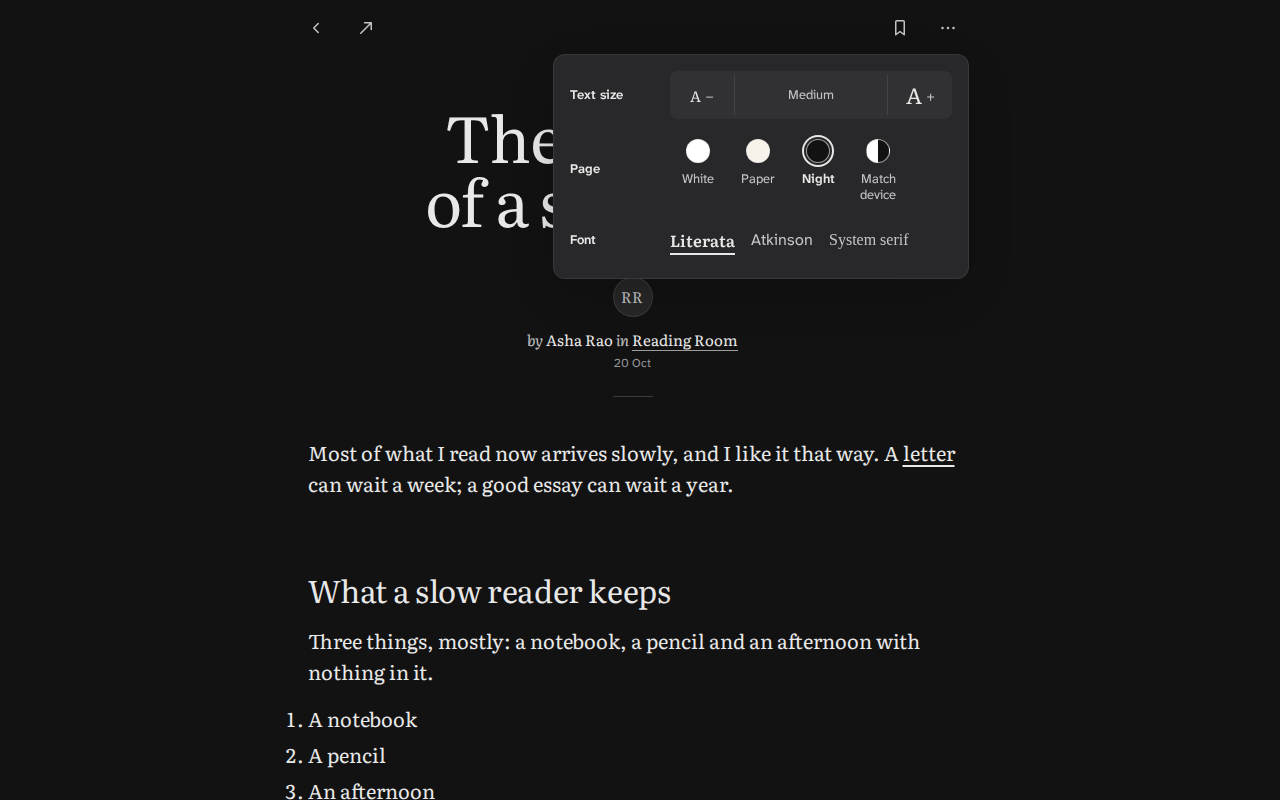 Text size
A −
Medium
A +
Page
White
Paper
Night
Match
device
Font
Literata
Atkinson
System serif
The
of a
RR
by Asha Rao in Reading Room
20 Oct
Most of what I read now arrives slowly, and I like it that way. A letter
can wait a week; a good essay can wait a year.
What a slow reader keeps
Three things, mostly: a notebook, a pencil and an afternoon with
nothing in it.
1. A notebook
2. A pencil
3. An afternoon